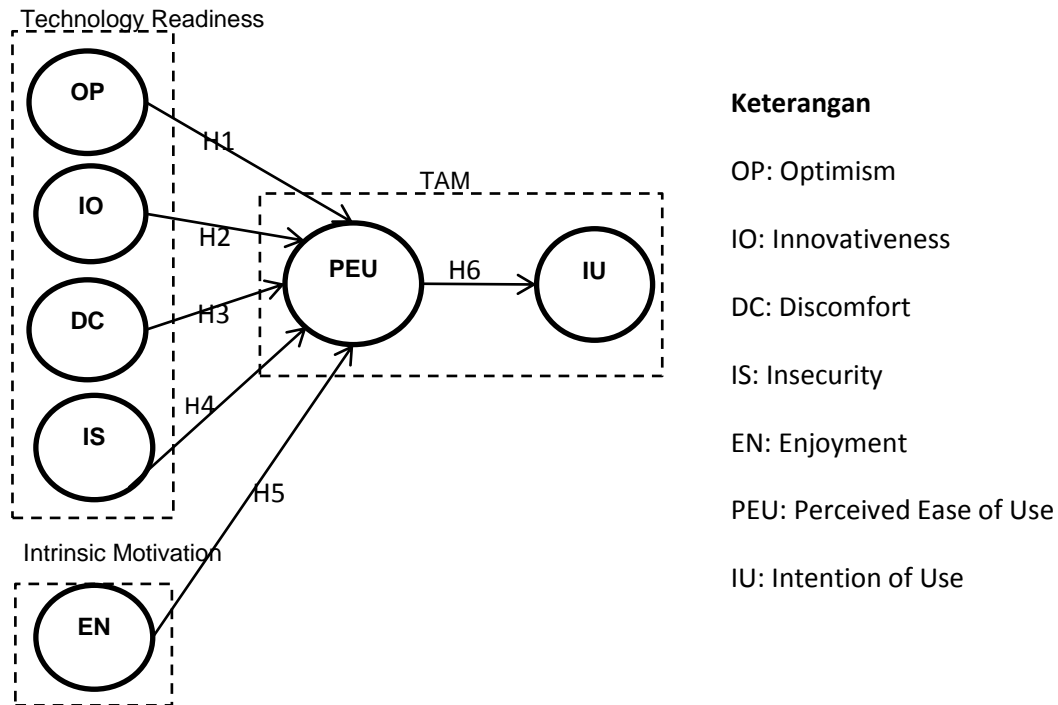 Technology Readiness
OP
H1
IO
H2
DC
H3
IS
H4
TAM
PEU
H6
IU
H5
Intrinsic Motivation
EN
Keterangan
OP: Optimism
IO: Innovativeness
DC: Discomfort
IS: Insecurity
EN: Enjoyment
PEU: Perceived Ease of Use
IU: Intention of Use